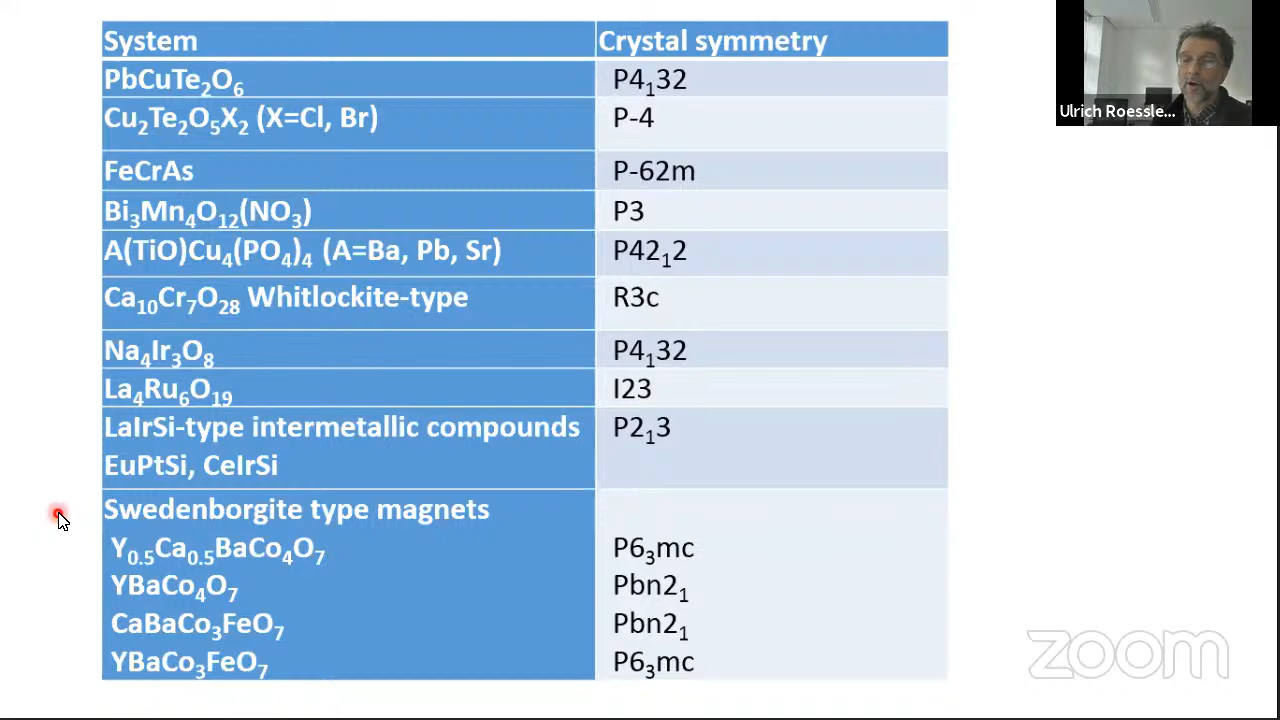 System Crystal symmetry
PbCuTe₂O₆ P4₁32
Cu₂Te₂O₅X₂ (X=Cl, Br) P-4
FeCrAs P-62m
Bi₃Mn₄O₁₂(NO₃) P3
A(TiO)Cu₄(PO₄)₄ (A=Ba, Pb, Sr) P42₁2
Ca₁₀Cr₇O₂₈ Whitlockite-type R3c
Na₄Ir₃O₈ P4₁32
La₄Ru₆O₁₉ I23
LaIrSi-type intermetallic compounds P2₁3
EuPtSi, CeIrSi
Swedenborgite type magnets
Y₀.₅Ca₀.₅BaCo₄O₇ P6₃mc
YBaCo₄O₇ Pbn2₁
CaBaCo₃FeO₇ Pbn2₁
YBaCo₃FeO₇ P6₃mc
Ulrich Roessle...
zoom